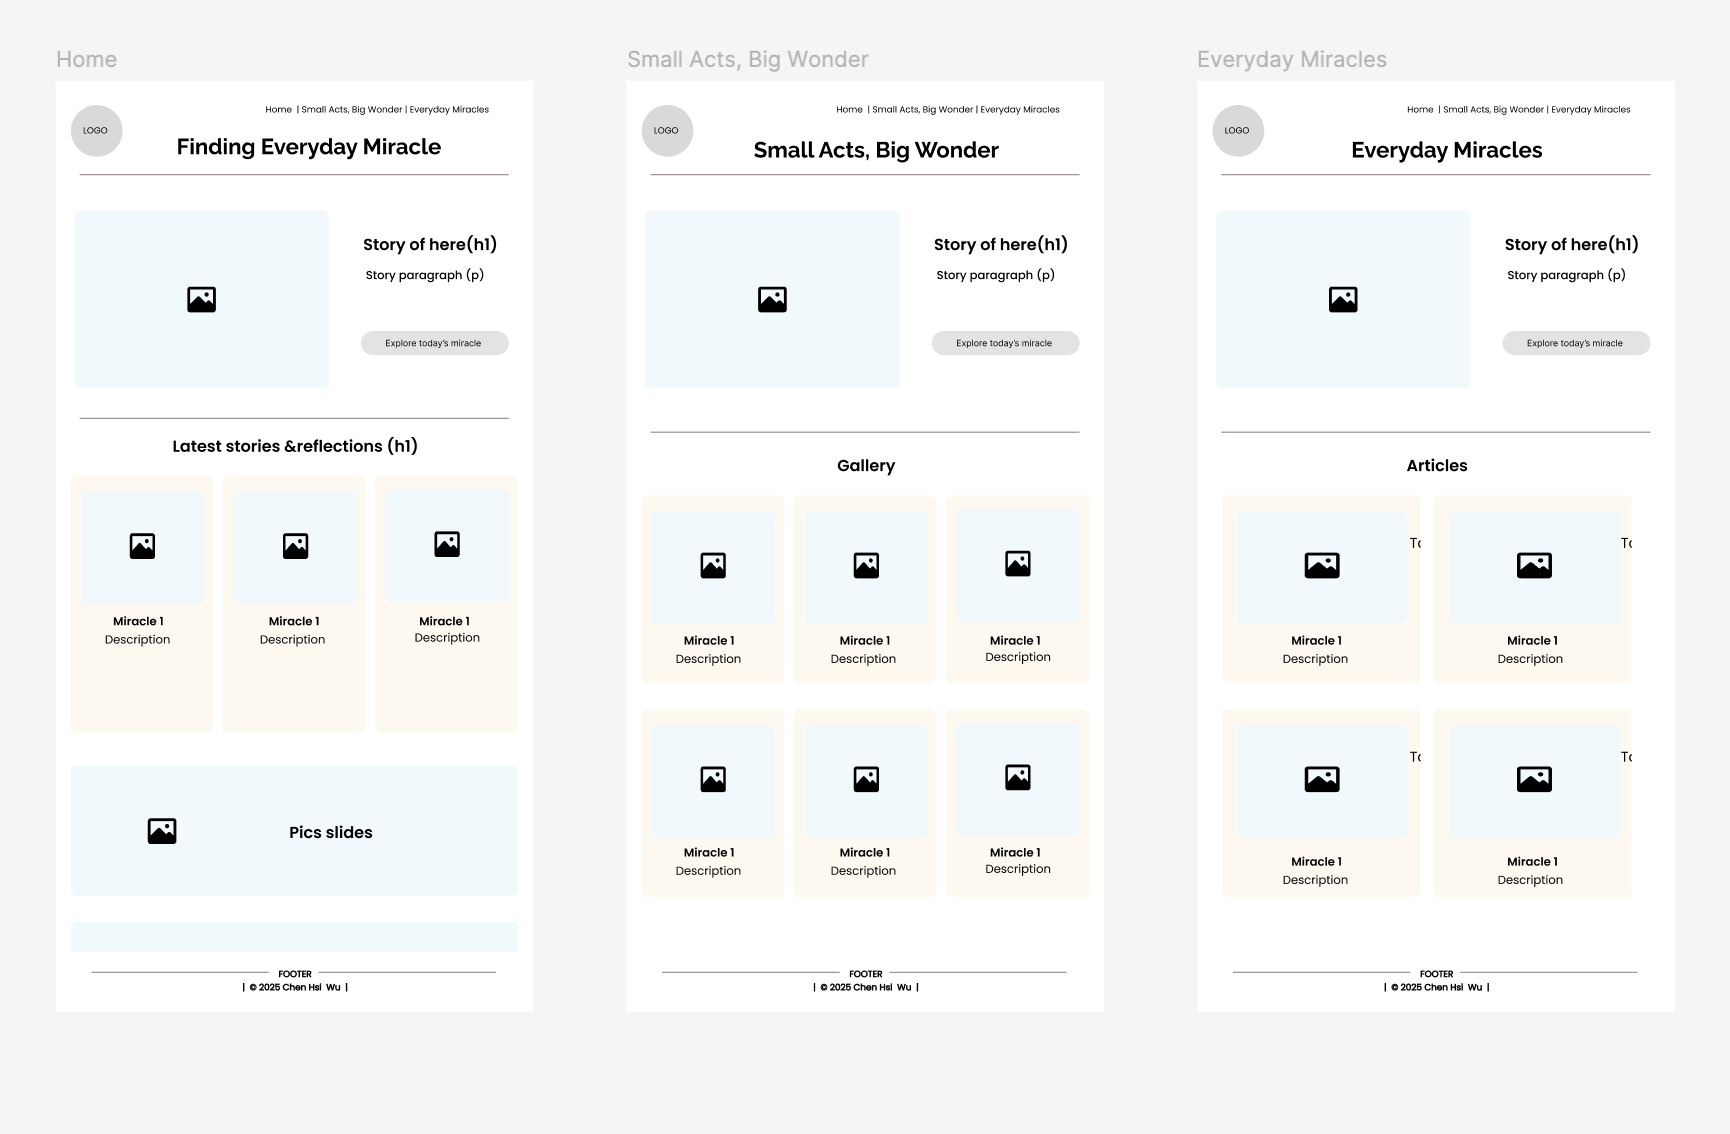 Home
Home | Small Acts, Big Wonder | Everyday Miracles
LOGO
Finding Everyday Miracle
Story of here(h1)
Story paragraph (p)
Explore today's miracle
Latest stories &reflections (h1)
Miracle 1
Description
Miracle 1
Description
Miracle 1
Description
Pics slides
FOOTER
| © 2025 Chen Hsi Wu |
Small Acts, Big Wonder
Home | Small Acts, Big Wonder | Everyday Miracles
LOGO
Small Acts, Big Wonder
Story of here(h1)
Story paragraph (p)
Explore today's miracle
Gallery
Miracle 1
Description
Miracle 1
Description
Miracle 1
Description
Miracle 1
Description
Miracle 1
Description
Miracle 1
Description
FOOTER
| © 2025 Chen Hsi Wu |
Everyday Miracles
Home | Small Acts, Big Wonder | Everyday Miracles
LOGO
Everyday Miracles
Story of here(h1)
Story paragraph (p)
Explore today's miracle
Articles
Miracle 1
Description
Miracle 1
Description
Miracle 1
Description
Miracle 1
Description
FOOTER
| © 2025 Chen Hsi Wu |